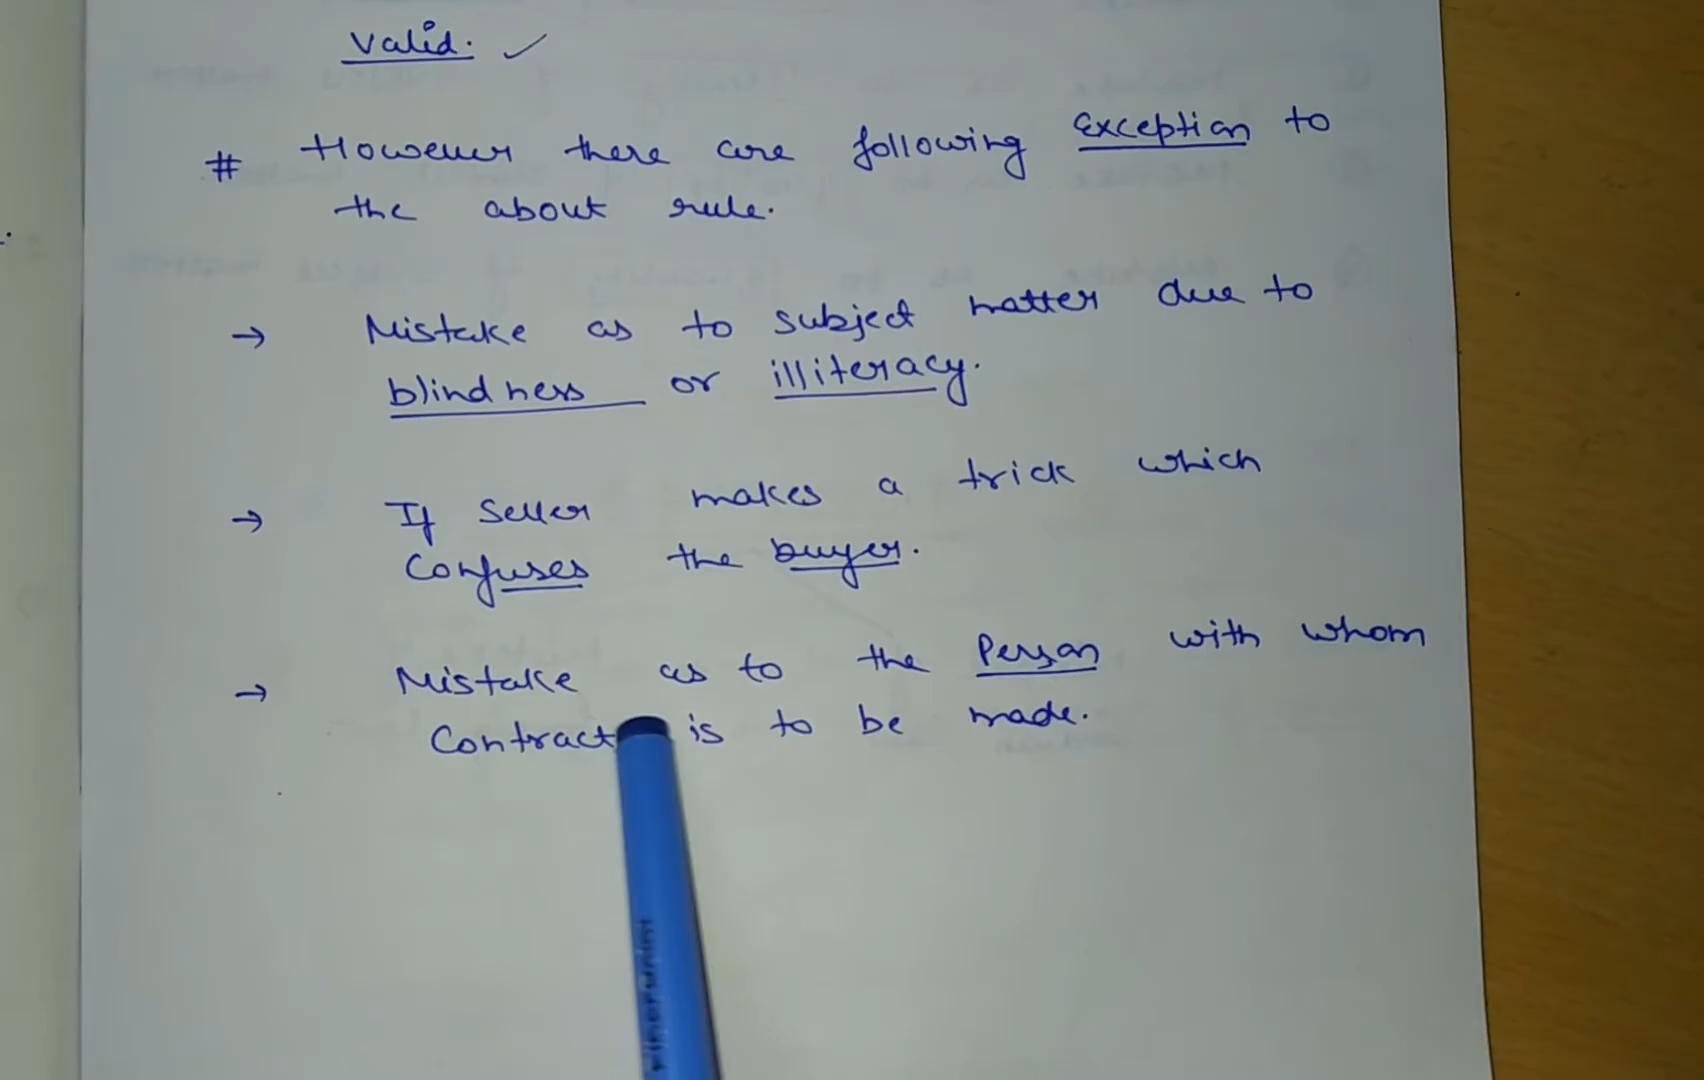 Valid. ✓
# However there are following Exception to
the about rule.
→ Mistake as to subject matter due to
blindness or illiteracy.
→ If Seller makes a trick which
Confuses the buyer.
→ Mistake as to the Person with whom
Contract is to be made.